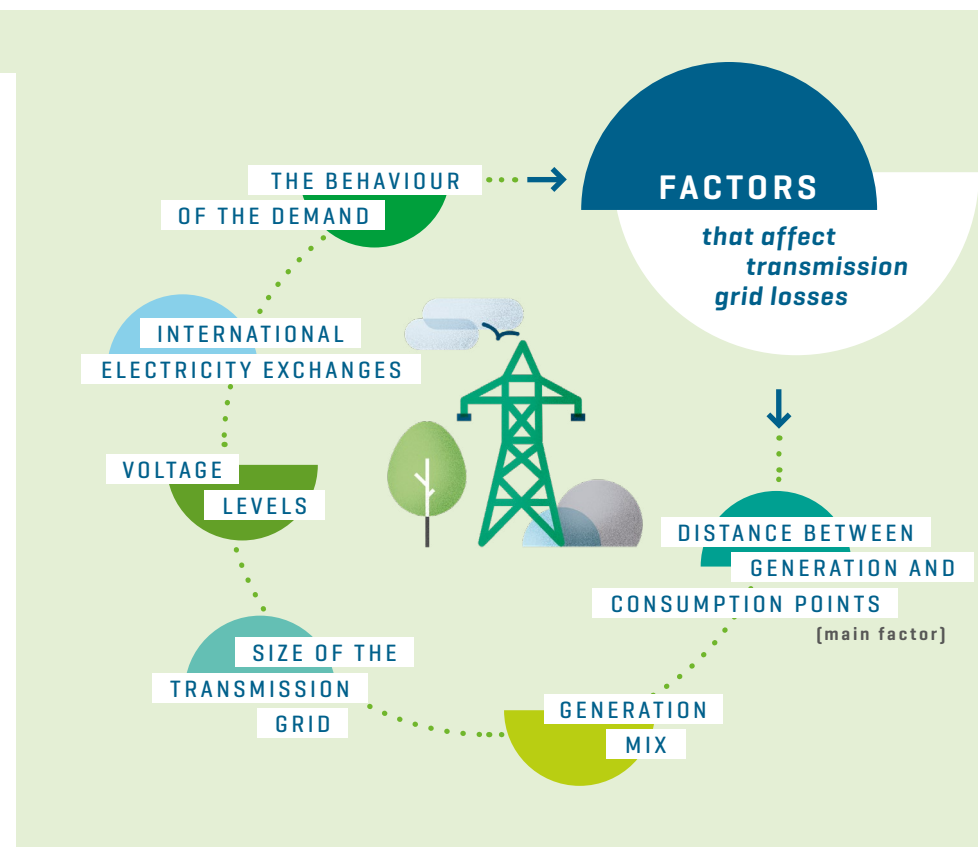 FACTORS
that affect
transmission
grid losses
DISTANCE BETWEEN
GENERATION AND
CONSUMPTION POINTS
(main factor)
GENERATION
MIX
SIZE OF THE
TRANSMISSION
GRID
VOLTAGE
LEVELS
INTERNATIONAL
ELECTRICITY EXCHANGES
THE BEHAVIOUR
OF THE DEMAND